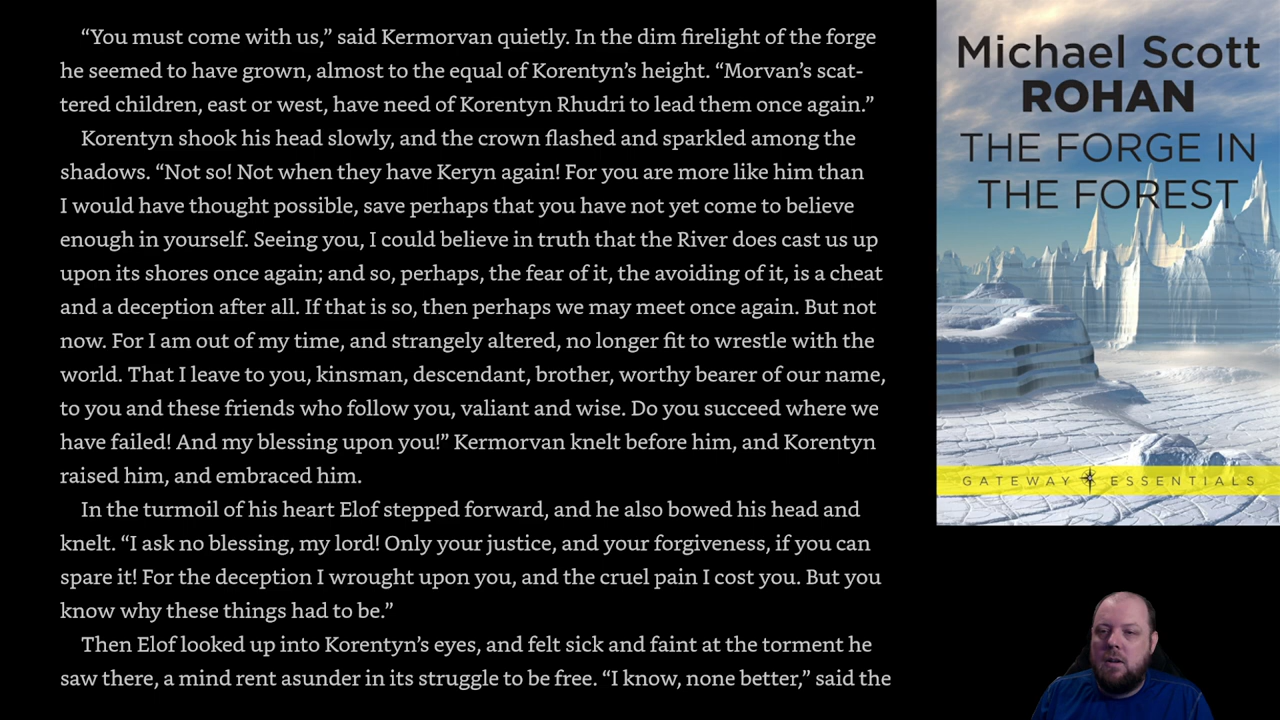 “You must come with us,” said Kermorvan quietly. In the dim firelight of the forge
he seemed to have grown, almost to the equal of Korentyn’s height. “Morvan’s scat-
tered children, east or west, have need of Korentyn Rhudri to lead them once again.”
Korentyn shook his head slowly, and the crown flashed and sparkled among the
shadows. “Not so! Not when they have Keryn again! For you are more like him than
I would have thought possible, save perhaps that you have not yet come to believe
enough in yourself. Seeing you, I could believe in truth that the River does cast us up
upon its shores once again; and so, perhaps, the fear of it, the avoiding of it, is a cheat
and a deception after all. If that is so, then perhaps we may meet once again. But not
now. For I am out of my time, and strangely altered, no longer fit to wrestle with the
world. That I leave to you, kinsman, descendant, brother, worthy bearer of our name,
to you and these friends who follow you, valiant and wise. Do you succeed where we
have failed! And my blessing upon you!” Kermorvan knelt before him, and Korentyn
raised him, and embraced him.
In the turmoil of his heart Elof stepped forward, and he also bowed his head and
knelt. “I ask no blessing, my lord! Only your justice, and your forgiveness, if you can
spare it! For the deception I wrought upon you, and the cruel pain I cost you. But you
know why these things had to be.”
Then Elof looked up into Korentyn’s eyes, and felt sick and faint at the torment he
saw there, a mind rent asunder in its struggle to be free. “I know, none better,” said the
Michael Scott
ROHAN
THE FORGE IN
THE FOREST
GATEWAY ESSENTIALS